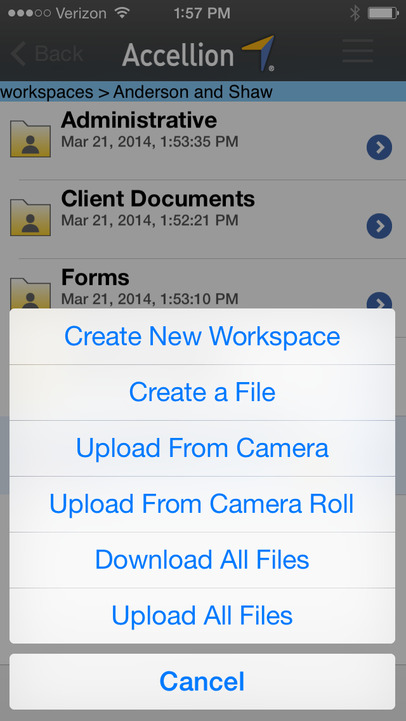 Verizon 1:57 PM
Back Accellion ®
workspaces > Anderson and Shaw
Administrative
Mar 21, 2014, 1:53:35 PM
Client Documents
Mar 21, 2014, 1:52:21 PM
Forms
Mar 21, 2014, 1:53:10 PM
Create New Workspace
Create a File
Upload From Camera
Upload From Camera Roll
Download All Files
Upload All Files
Cancel